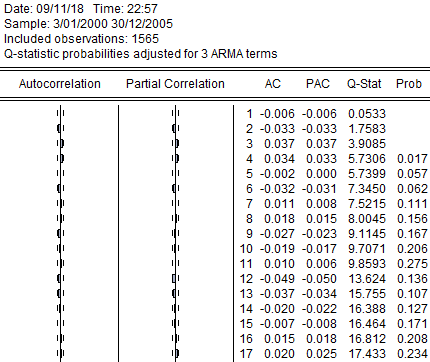 Date: 09/11/18 Time: 22:57
Sample: 3/01/2000 30/12/2005
Included observations: 1565
Q-statistic probabilities adjusted for 3 ARMA terms
Autocorrelation Partial Correlation AC PAC Q-Stat Prob
1 -0.006 -0.006 0.0533
2 -0.033 -0.033 1.7583
3 0.037 0.037 3.9085
4 0.034 0.033 5.7306 0.017
5 -0.002 0.000 5.7399 0.057
6 -0.032 -0.031 7.3450 0.062
7 0.011 0.008 7.5215 0.111
8 0.018 0.015 8.0045 0.156
9 -0.027 -0.023 9.1145 0.167
10 -0.019 -0.017 9.7071 0.206
11 0.010 0.006 9.8593 0.275
12 -0.049 -0.050 13.624 0.136
13 -0.037 -0.034 15.755 0.107
14 -0.020 -0.022 16.388 0.127
15 -0.007 -0.008 16.464 0.171
16 0.015 0.018 16.812 0.208
17 0.020 0.025 17.433 0.234